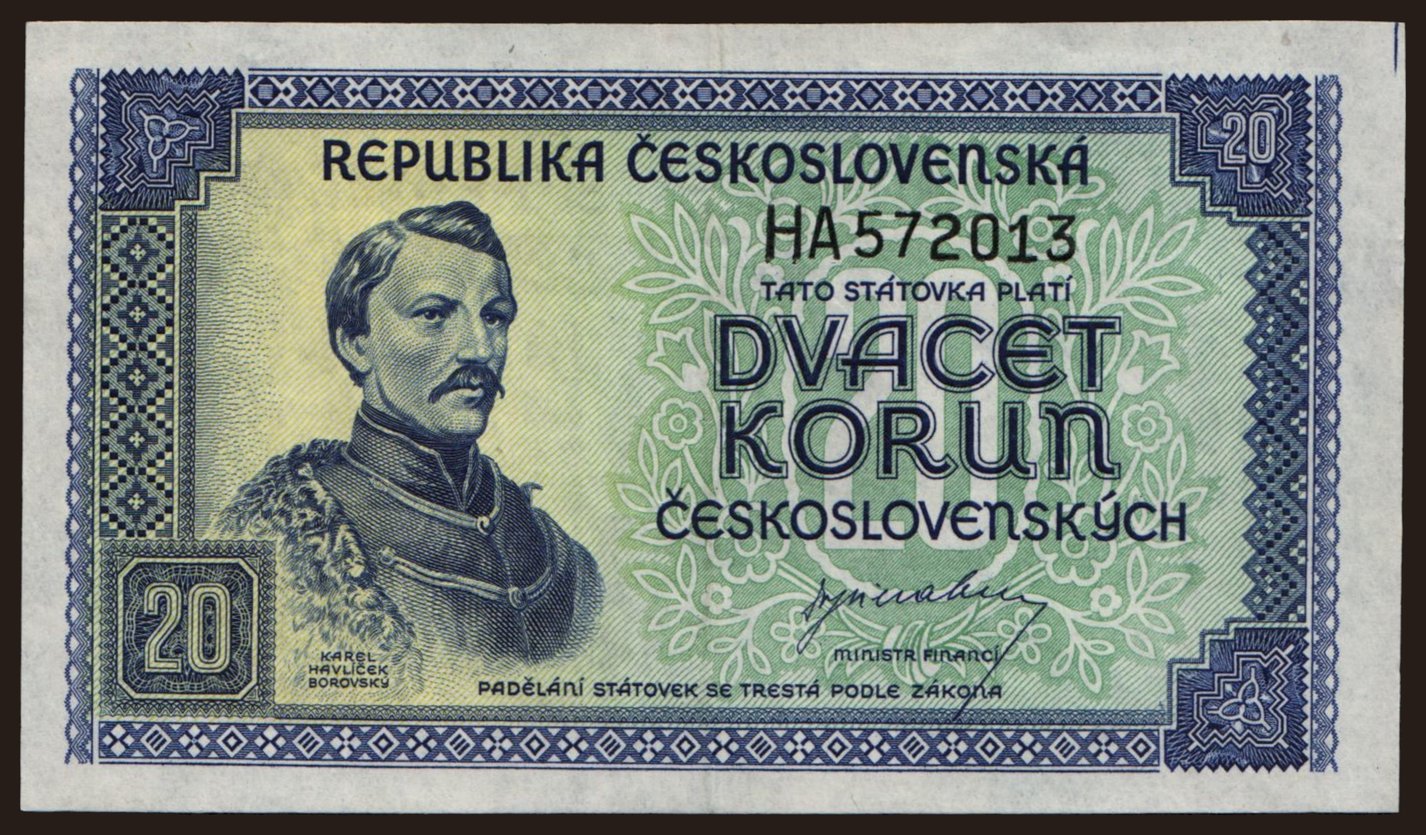 20
REPUBLIKA ČESKOSLOVENSKÁ
HA 572013
TATO STÁTOVKA PLATÍ
20
DVACET
KORUN
ČESKOSLOVENSKÝCH
MINISTR FINANCÍ
20
KAREL
HAVLÍČEK
BOROVSKÝ
PADĚLÁNÍ STÁTOVEK SE TRESTÁ PODLE ZÁKONA